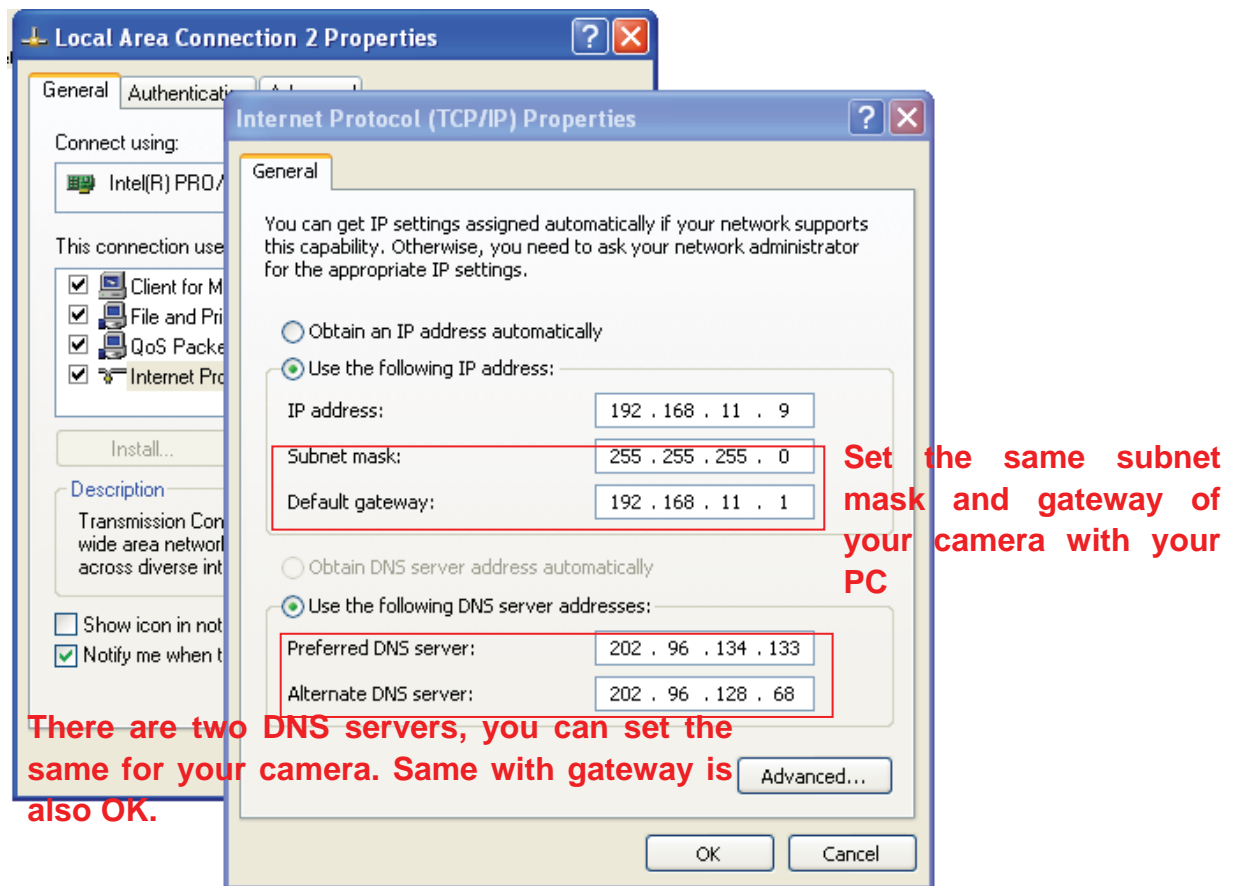 Local Area Connection 2 Properties
General
Connect using:
Intel(R) PRO/
This connection use
Client for M
File and Pri
QoS Packe
Internet Pro
Install...
Description
Transmission Con
wide area network
across diverse int
Show icon in not
Notify me when t
Internet Protocol (TCP/IP) Properties
General
You can get IP settings assigned automatically if your network supports
this capability. Otherwise, you need to ask your network administrator
for the appropriate IP settings.
Obtain an IP address automatically
Use the following IP address:
IP address: 192 . 168 . 11 . 9
Subnet mask: 255 . 255 . 255 . 0
Default gateway: 192 . 168 . 11 . 1
Obtain DNS server address automatically
Use the following DNS server addresses:
Preferred DNS server: 202 . 96 . 134 . 133
Alternate DNS server: 202 . 96 . 128 . 68
Advanced...
OK Cancel
Set the same subnet
mask and gateway of
your camera with your
PC
There are two DNS servers, you can set the
same for your camera. Same with gateway is
also OK.